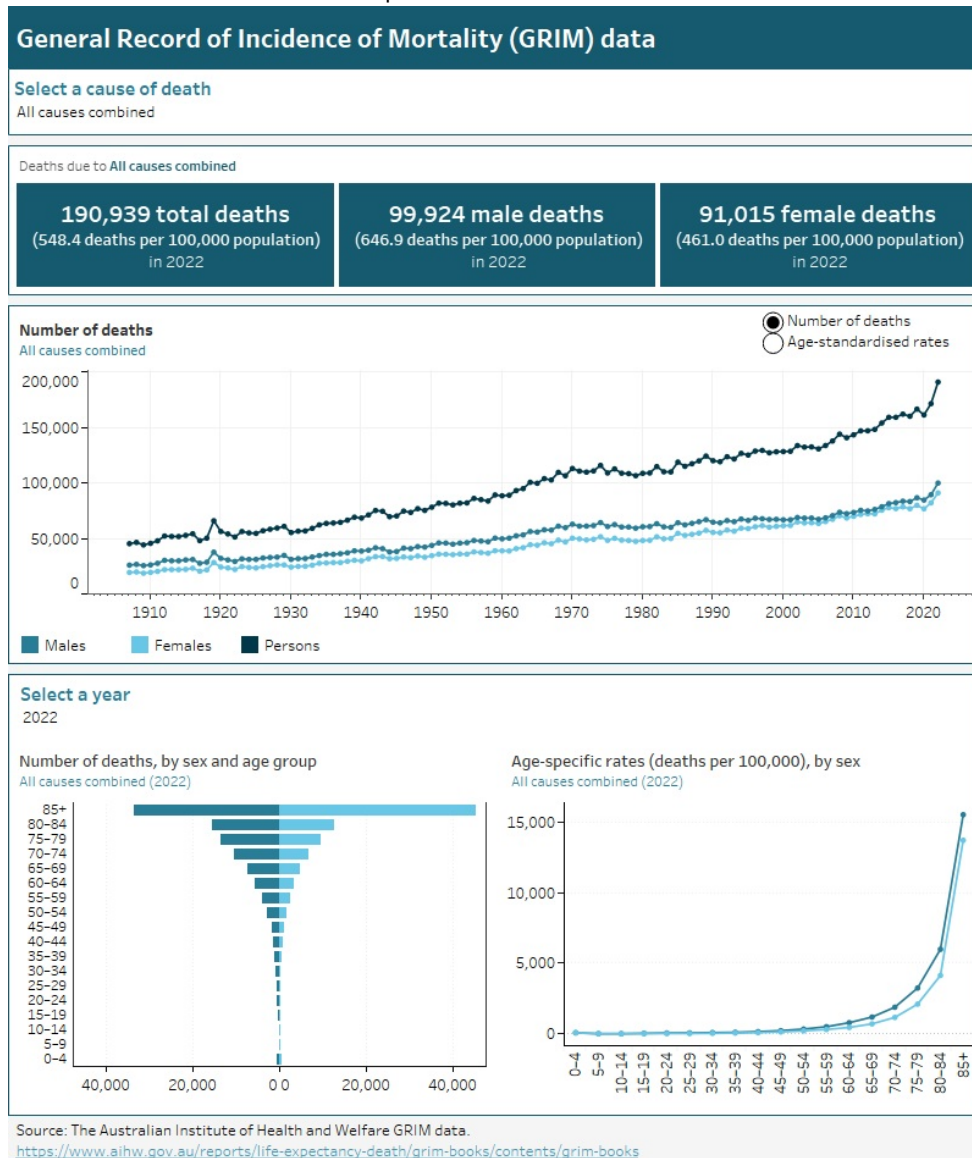 General Record of Incidence of Mortality (GRIM) data
Select a cause of death
All causes combined
Deaths due to All causes combined
190,939 total deaths
(548.4 deaths per 100,000 population)
in 2022
99,924 male deaths
(646.9 deaths per 100,000 population)
in 2022
91,015 female deaths
(461.0 deaths per 100,000 population)
in 2022
Number of deaths
All causes combined
Number of deaths
Age-standardised rates
200,000
150,000
100,000
50,000
0
1910 1920 1930 1940 1950 1960 1970 1980 1990 2000 2010 2020
Males Females Persons
Select a year
2022
Number of deaths, by sex and age group
All causes combined (2022)
85+
80–84
75–79
70–74
65–69
60–64
55–59
50–54
45–49
40–44
35–39
30–34
25–29
20–24
15–19
10–14
5–9
0–4
40,000 20,000 0 0 20,000 40,000
Age-specific rates (deaths per 100,000), by sex
All causes combined (2022)
15,000
10,000
5,000
0
0–4
5–9
10–14
15–19
20–24
25–29
30–34
35–39
40–44
45–49
50–54
55–59
60–64
65–69
70–74
75–79
80–84
85+
Source: The Australian Institute of Health and Welfare GRIM data.
https://www.aihw.gov.au/reports/life-expectancy-death/grim-books/contents/grim-books